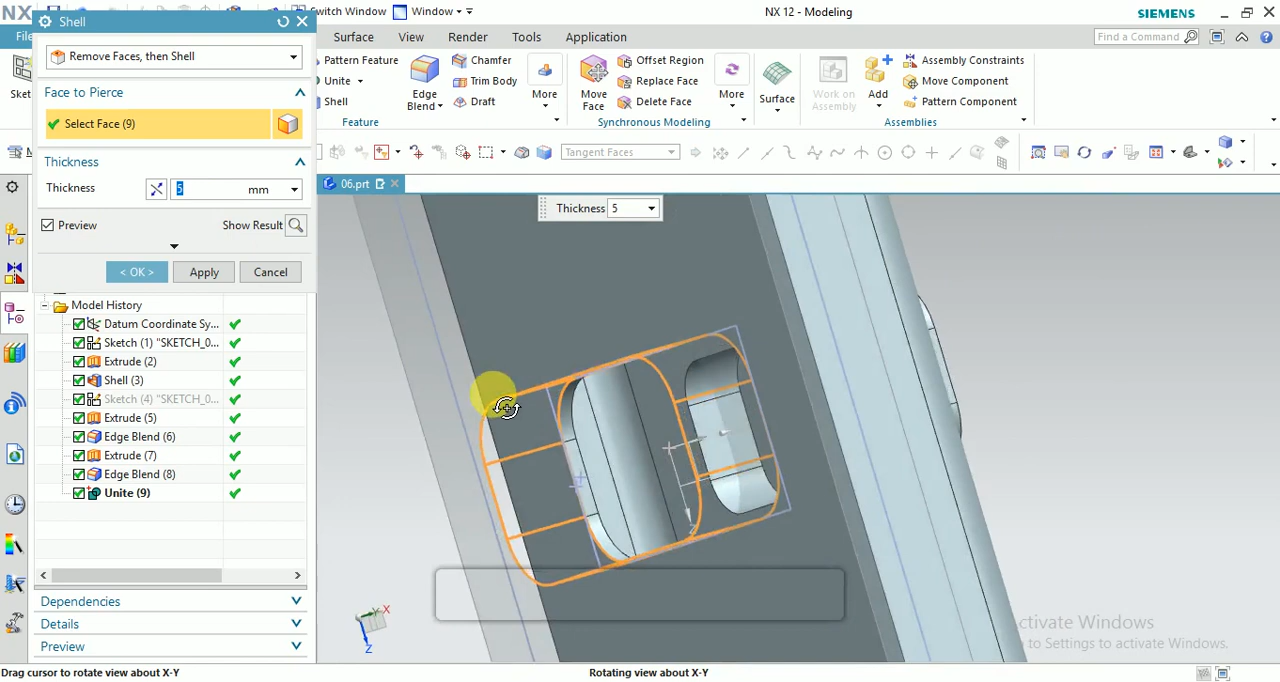 NX
Switch Window
Window
NX 12 - Modeling
SIEMENS
Shell
File
Surface
View
Render
Tools
Application
Find a Command
Remove Faces, then Shell
Face to Pierce
Select Face (9)
Thickness
Thickness
5
mm
Preview
Show Result
< OK >
Apply
Cancel
Pattern Feature
Unite
Shell
Edge
Blend
Chamfer
Trim Body
Draft
More
Feature
Move
Face
Offset Region
Replace Face
Delete Face
More
Synchronous Modeling
Surface
Work on
Assembly
Add
Assembly Constraints
Move Component
Pattern Component
Assemblies
Tangent Faces
06.prt
Thickness 5
Model History
Datum Coordinate Sy...
Sketch (1) "SKETCH_0...
Extrude (2)
Shell (3)
Sketch (4) "SKETCH_0...
Extrude (5)
Edge Blend (6)
Extrude (7)
Edge Blend (8)
Unite (9)
Dependencies
Details
Preview
Z
X
Z
ctivate Windows
to Settings to activate Windows.
Drag cursor to rotate view about X-Y
Rotating view about X-Y